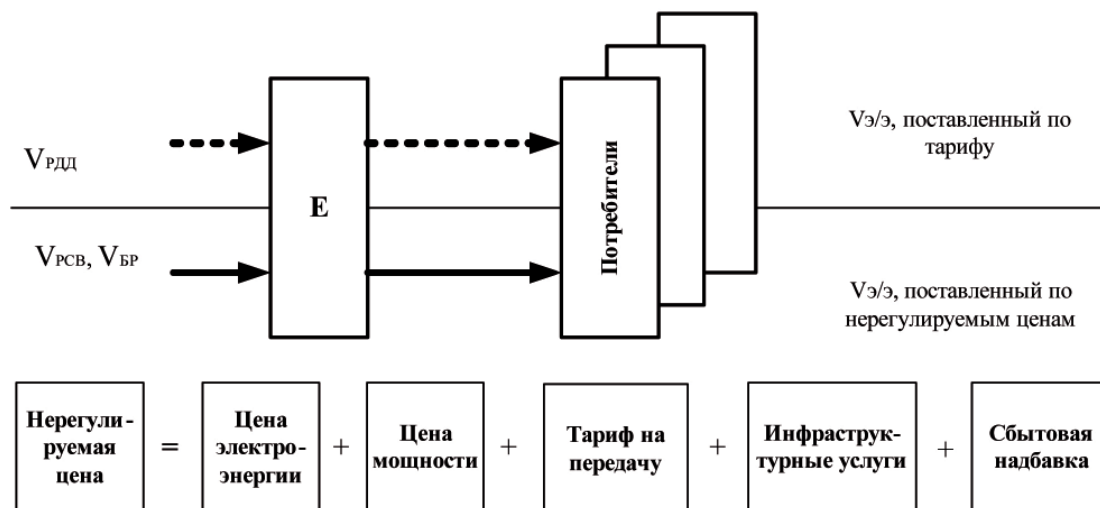 Vэ/э, поставленный по
тарифу
VРДД
Е
Потребители
VРСВ, VБР
Vэ/э, поставленный по
нерегулируемым ценам
Нерегули-
руемая
цена
=
Цена
электро-
энергии
+
Цена
мощности
+
Тариф на
передачу
+
Инфраструк-
турные услуги
+
Сбытовая
надбавка